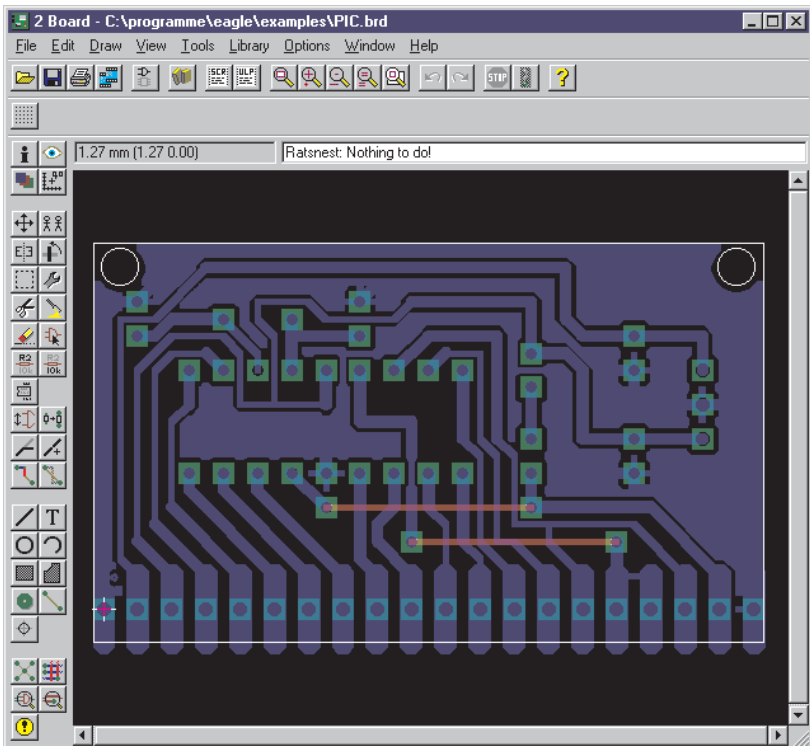 2 Board - C:\programme\eagle\examples\PIC.brd
File Edit Draw View Tools Library Options Window Help
SCR ULP STOP ?
1.27 mm (1.27 0.00) Ratsnest: Nothing to do!
R2 10k R2 10k
T